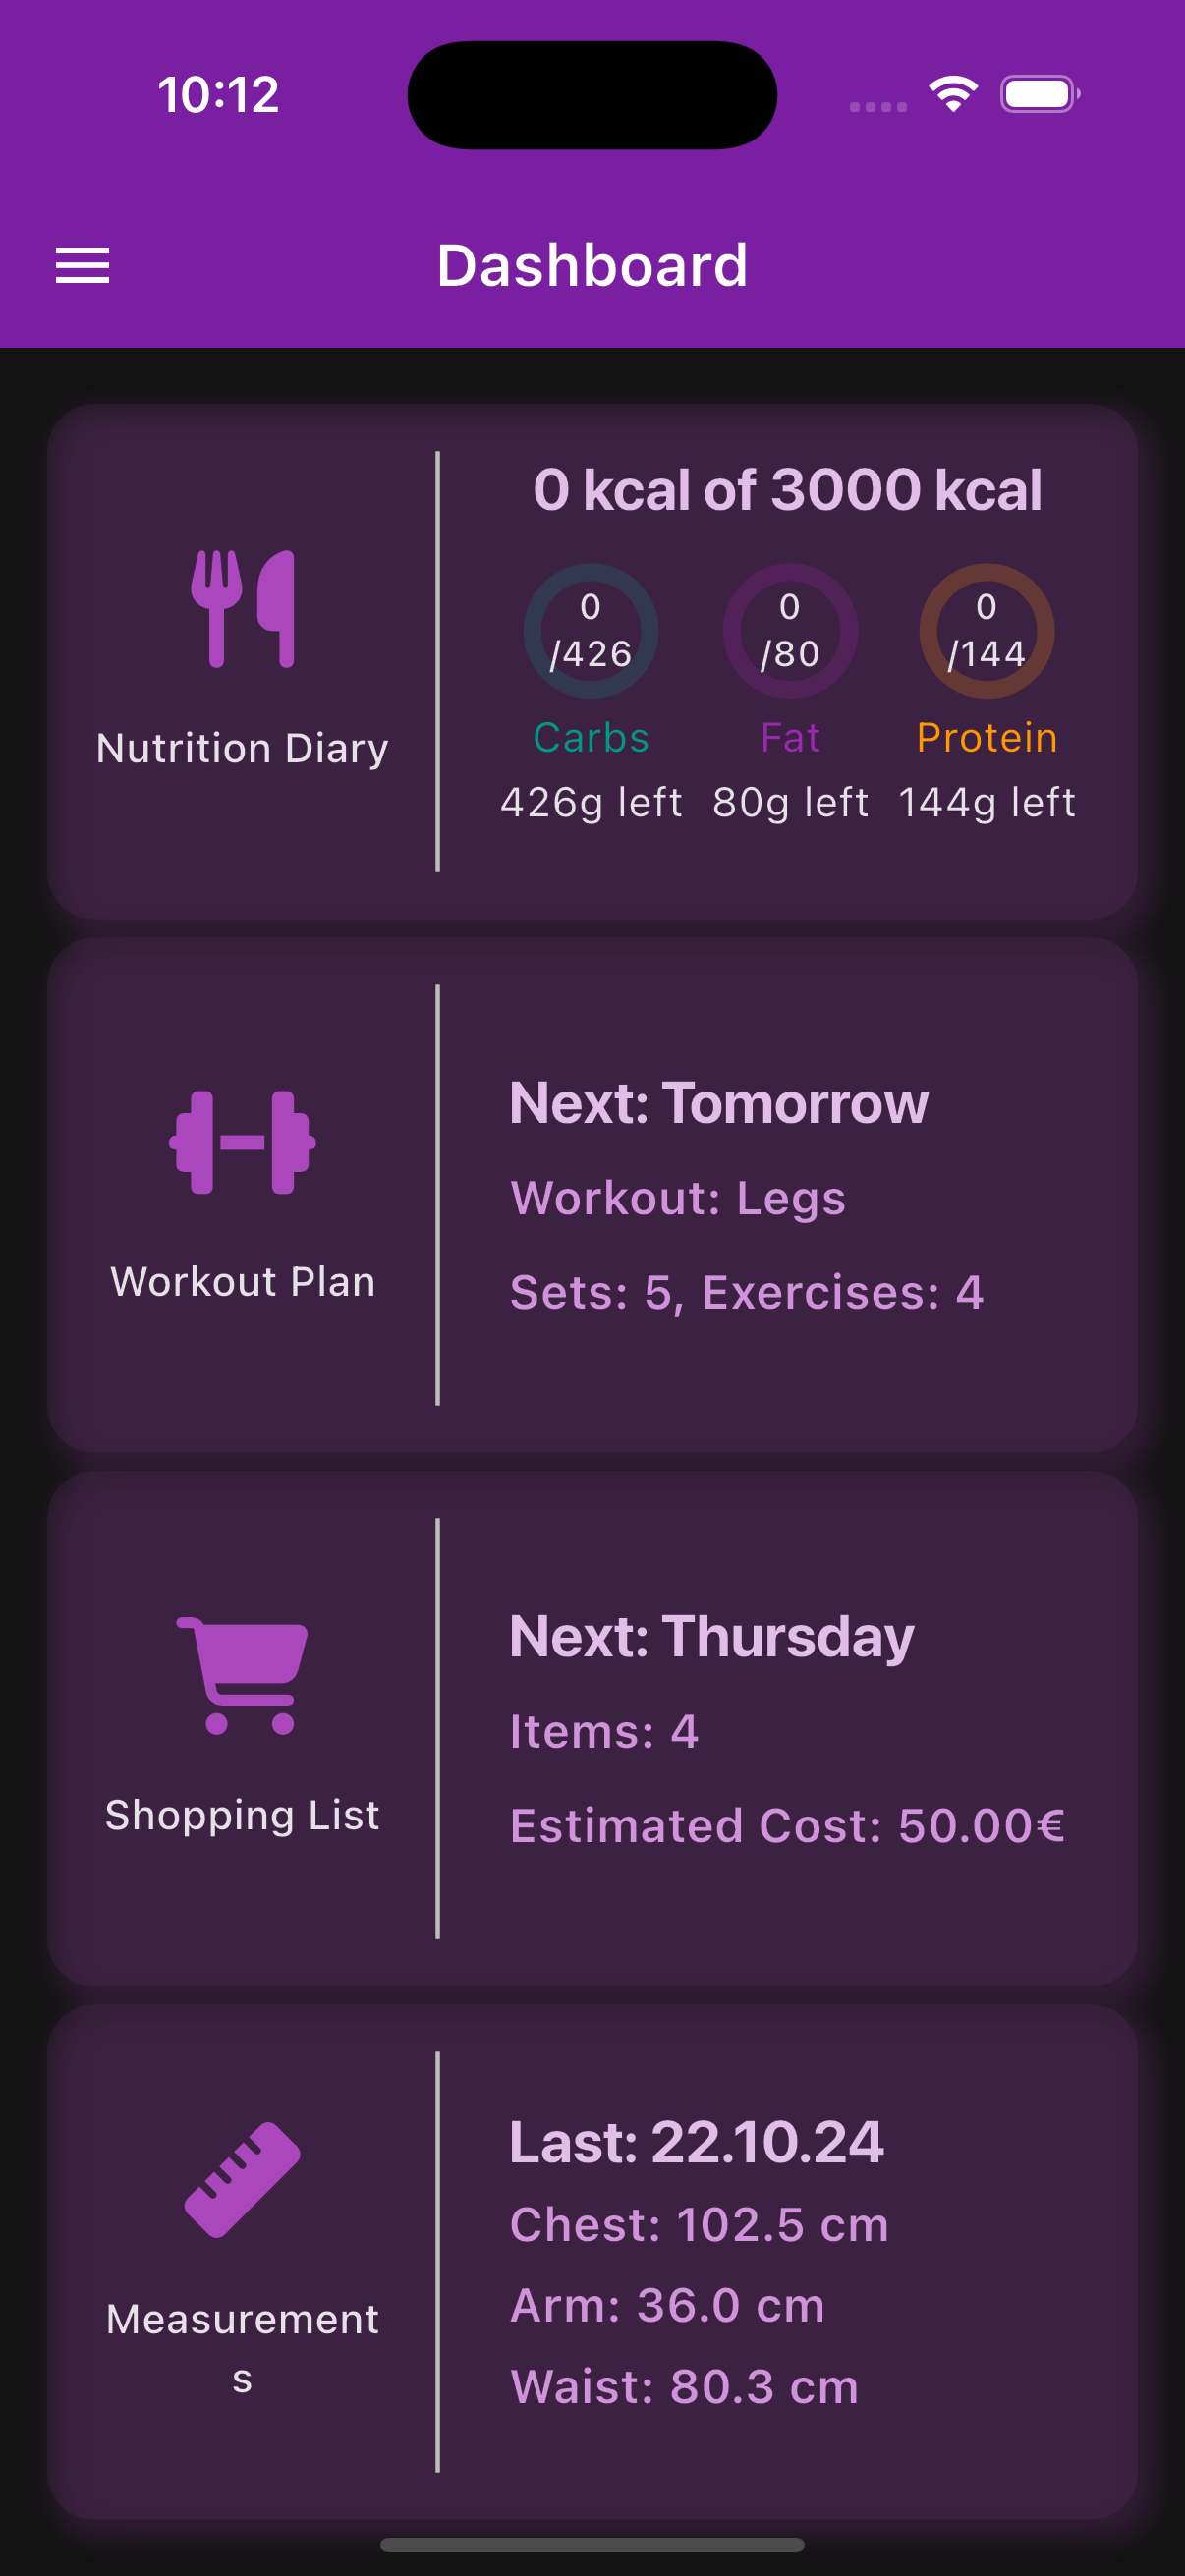 10:12
Dashboard
Nutrition Diary
0 kcal of 3000 kcal
0
/426
0
/80
0
/144
Carbs
Fat
Protein
426g left
80g left
144g left
Workout Plan
Next: Tomorrow
Workout: Legs
Sets: 5, Exercises: 4
Shopping List
Next: Thursday
Items: 4
Estimated Cost: 50.00€
Measurement
s
Last: 22.10.24
Chest: 102.5 cm
Arm: 36.0 cm
Waist: 80.3 cm